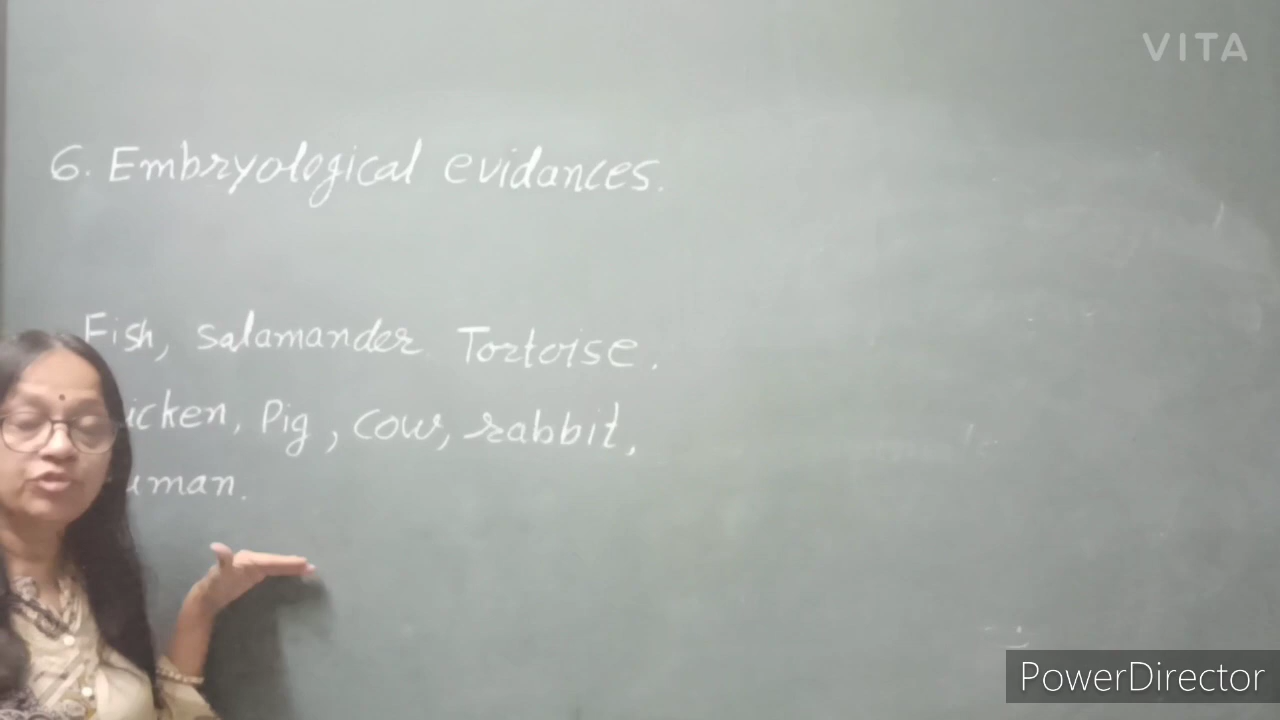 VITA
6. Embryological evidances.
Fish, salamander Tortoise.
icken, Pig, cow, rabbit,
uman.
PowerDirector